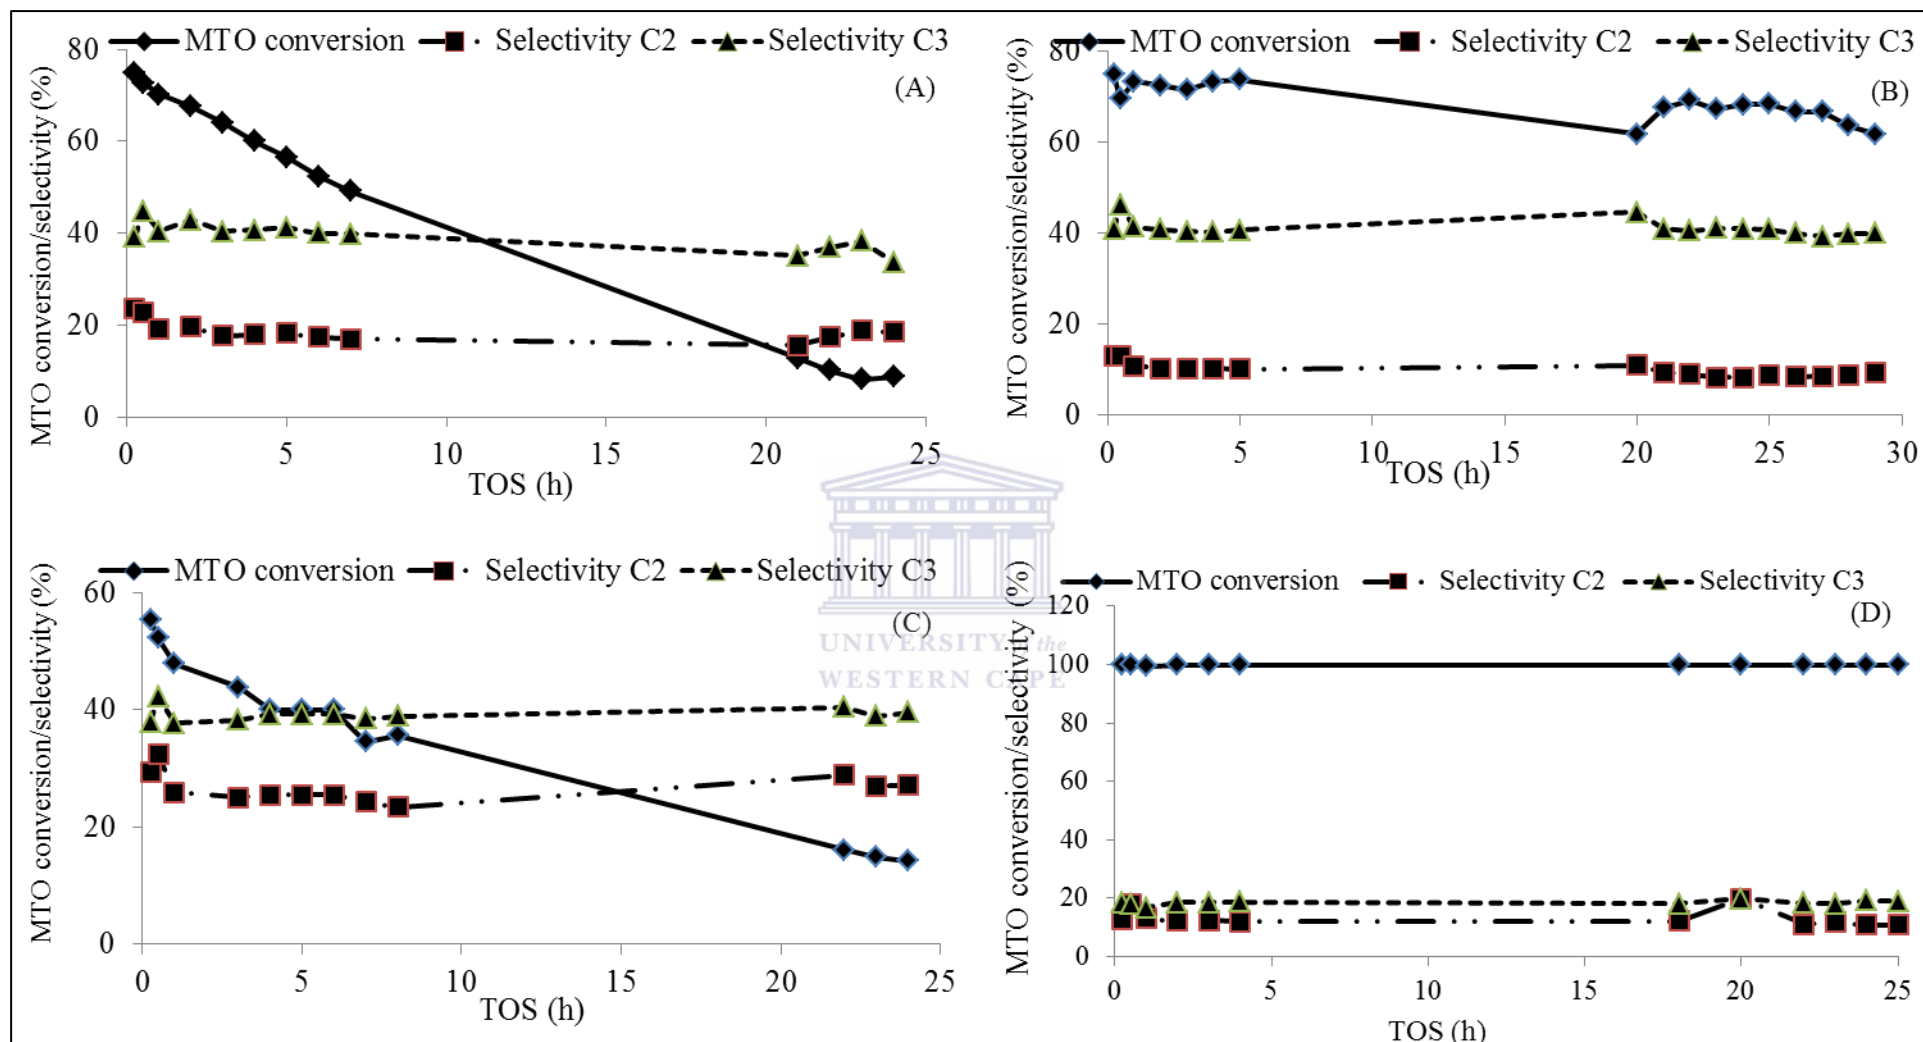 MTO conversion Selectivity C2 Selectivity C3
(A)
MTO conversion/selectivity (%)
80
60
40
20
0
0 5 10 15 20 25
TOS (h)
MTO conversion Selectivity C2 Selectivity C3
(B)
MTO conversion/selectivity (%)
80
60
40
20
0
0 5 10 15 20 25 30
TOS (h)
UNIVERSITY of the
WESTERN CAPE
MTO conversion Selectivity C2 Selectivity C3
(C)
MTO conversion/selectivity (%)
60
40
20
0
0 5 10 15 20 25
TOS (h)
MTO conversion Selectivity C2 Selectivity C3
(D)
MTO conversion/selectivity (%)
120
100
80
60
40
20
0
0 5 10 15 20 25
TOS (h)